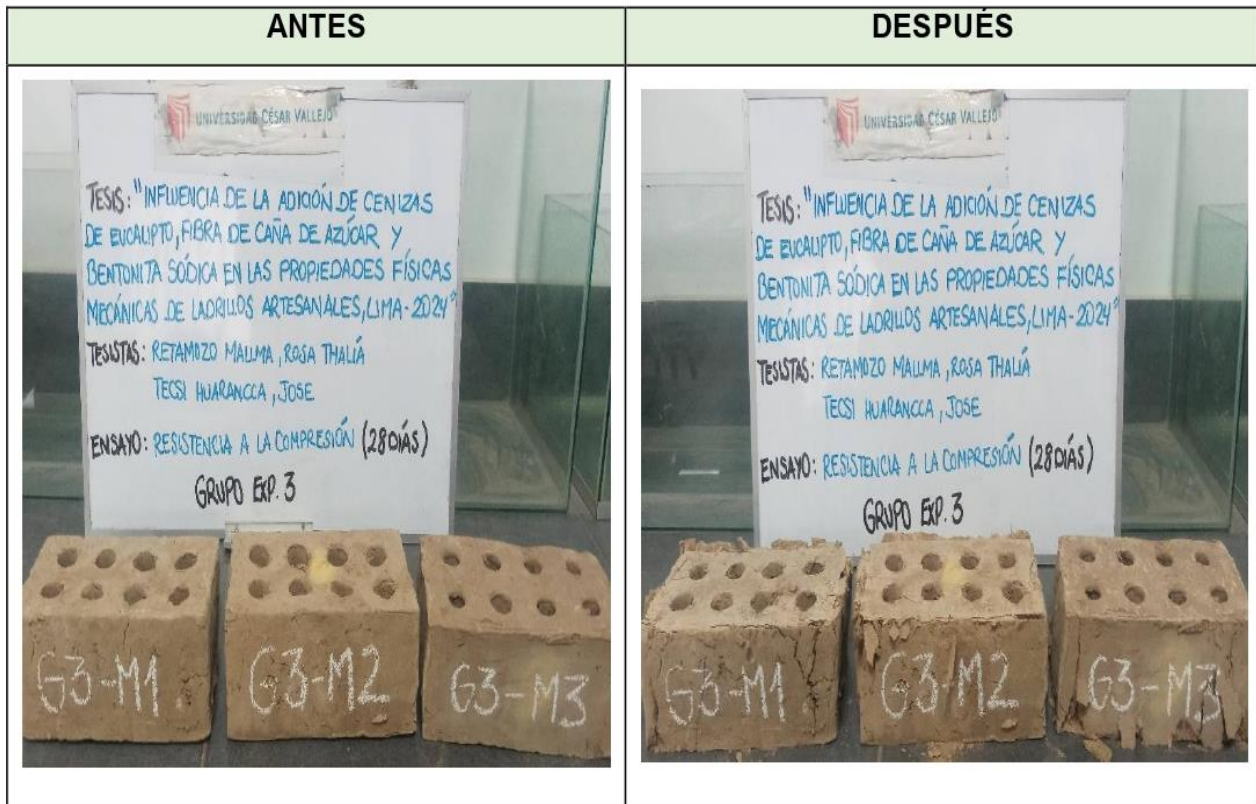 ANTES
DESPUÉS
UNIVERSIDAD CÉSAR VALLEJO
TESIS: "INFLUENCIA DE LA ADICIÓN DE CENIZAS
DE EUCALIPTO, FIBRA DE CAÑA DE AZÚCAR Y
BENTONITA SÓDICA EN LAS PROPIEDADES FÍSICAS
MECÁNICAS DE LADRILLOS ARTESANALES, LIMA-2024"
TESISTAS: RETAMOZO MALLMA, ROSA THALIÁ
TECSI HUARANCCA, JOSE
ENSAYO: RESISTENCIA A LA COMPRESIÓN (28 DÍAS)
GRUPO EXP. 3
G3-M1
G3-M2
G3-M3
UNIVERSIDAD CÉSAR VALLEJO
TESIS: "INFLUENCIA DE LA ADICIÓN DE CENIZAS
DE EUCALIPTO, FIBRA DE CAÑA DE AZÚCAR Y
BENTONITA SÓDICA EN LAS PROPIEDADES FÍSICAS
MECÁNICAS DE LADRILLOS ARTESANALES, LIMA-2024"
TESISTAS: RETAMOZO MALLMA, ROSA THALIÁ
TECSI HUARANCCA, JOSE
ENSAYO: RESISTENCIA A LA COMPRESIÓN (28 DÍAS)
GRUPO EXP. 3
G3-M1
G3-M2
G3-M3